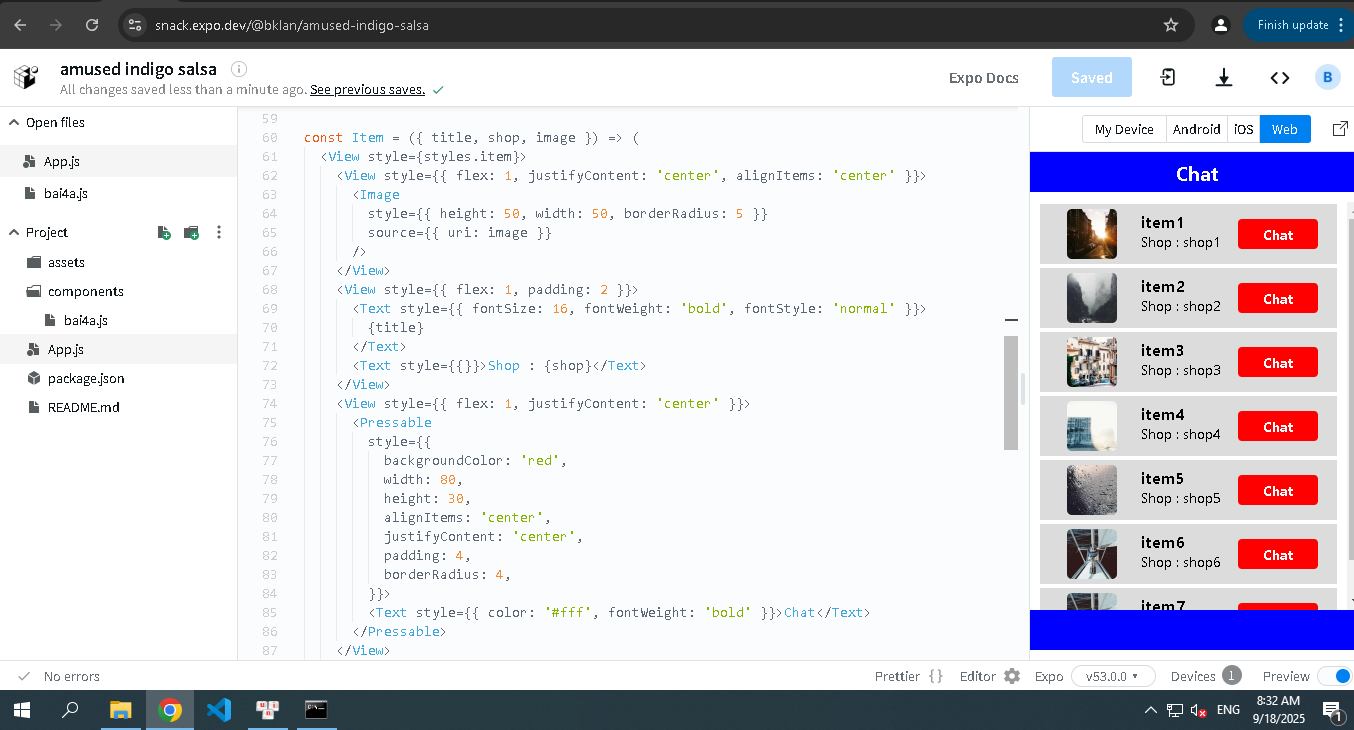 snack.expo.dev/@bklan/amused-indigo-salsa
Finish update
amused indigo salsa
All changes saved less than a minute ago. See previous saves.
Expo Docs
Saved
B
Open files
App.js
bai4a.js
Project
assets
components
bai4a.js
App.js
package.json
README.md
59
60 const Item = ({ title, shop, image }) => (
61 <View style={styles.item}>
62 <View style={{ flex: 1, justifyContent: 'center', alignItems: 'center' }}>
63 <Image
64 style={{ height: 50, width: 50, borderRadius: 5 }}
65 source={{ uri: image }}
66 />
67 </View>
68 <View style={{ flex: 1, padding: 2 }}>
69 <Text style={{ fontSize: 16, fontWeight: 'bold', fontStyle: 'normal' }}>
70 {title}
71 </Text>
72 <Text style={{}}>Shop : {shop}</Text>
73 </View>
74 <View style={{ flex: 1, justifyContent: 'center' }}>
75 <Pressable
76 style={{
77 backgroundColor: 'red',
78 width: 80,
79 height: 30,
80 alignItems: 'center',
81 justifyContent: 'center',
82 padding: 4,
83 borderRadius: 4,
84 }}>
85 <Text style={{ color: '#fff', fontWeight: 'bold' }}>Chat</Text>
86 </Pressable>
87 </View>
My Device
Android
iOS
Web
Chat
item1
Shop : shop1
Chat
item2
Shop : shop2
Chat
item3
Shop : shop3
Chat
item4
Shop : shop4
Chat
item5
Shop : shop5
Chat
item6
Shop : shop6
Chat
item7
No errors
Prettier {}
Editor
Expo
v53.0.0
Devices 1
Preview
ENG
8:32 AM
9/18/2025
1